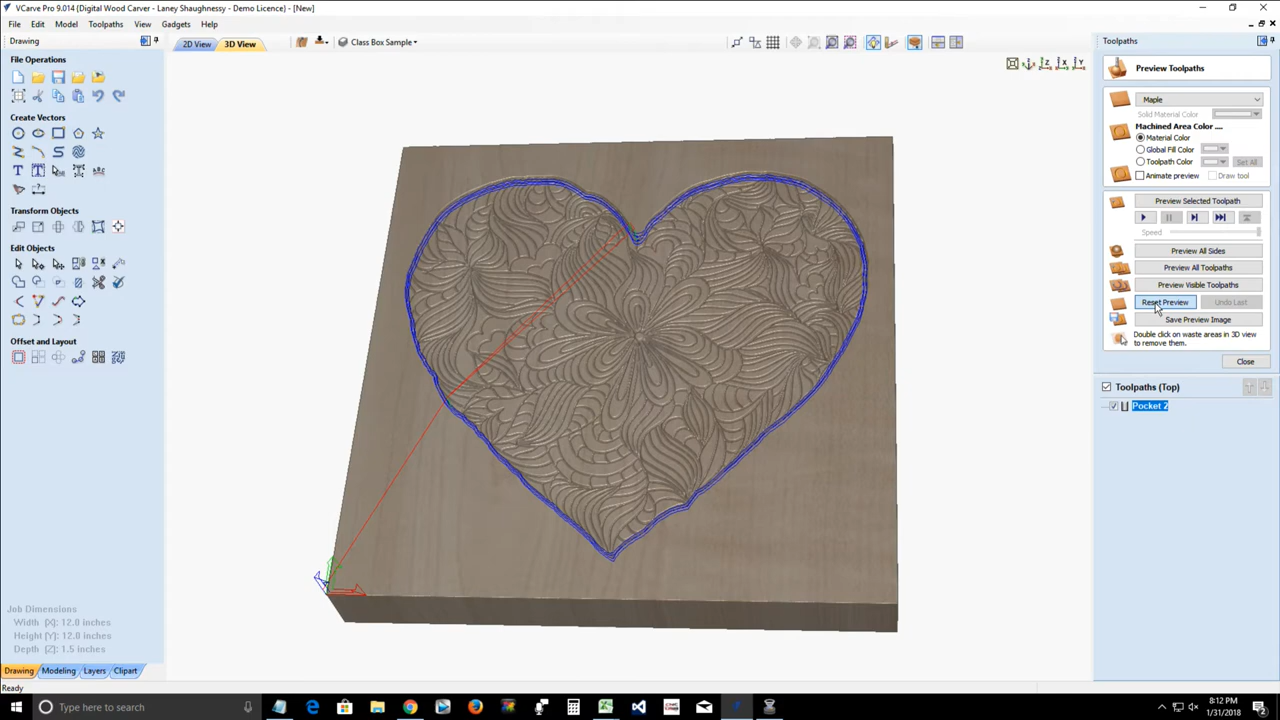 VCarve Pro 9.014 {Digital Wood Carver - Laney Shaughnessy - Demo Licence} - [New]
File Edit Model Toolpaths View Gadgets Help
Drawing
2D View 3D View
Class Box Sample
Toolpaths
File Operations
Create Vectors
Transform Objects
Edit Objects
Offset and Layout
Job Dimensions
Width (X): 12.0 inches
Height (Y): 12.0 inches
Depth (Z): 1.5 inches
Drawing Modeling Layers Clipart
Ready
Z X Y
Preview Toolpaths
Maple
Solid Material Color
Machined Area Color ....
Material Color
Global Fill Color
Toolpath Color Set All
Animate preview Draw tool
Preview Selected Toolpath
Speed
Preview All Sides
Preview All Toolpaths
Preview Visible Toolpaths
Reset Preview Undo Last
Save Preview Image
Double click on waste areas in 3D view
to remove them.
Close
Toolpaths (Top)
Pocket 2
Type here to search
8:12 PM
1/31/2018
2